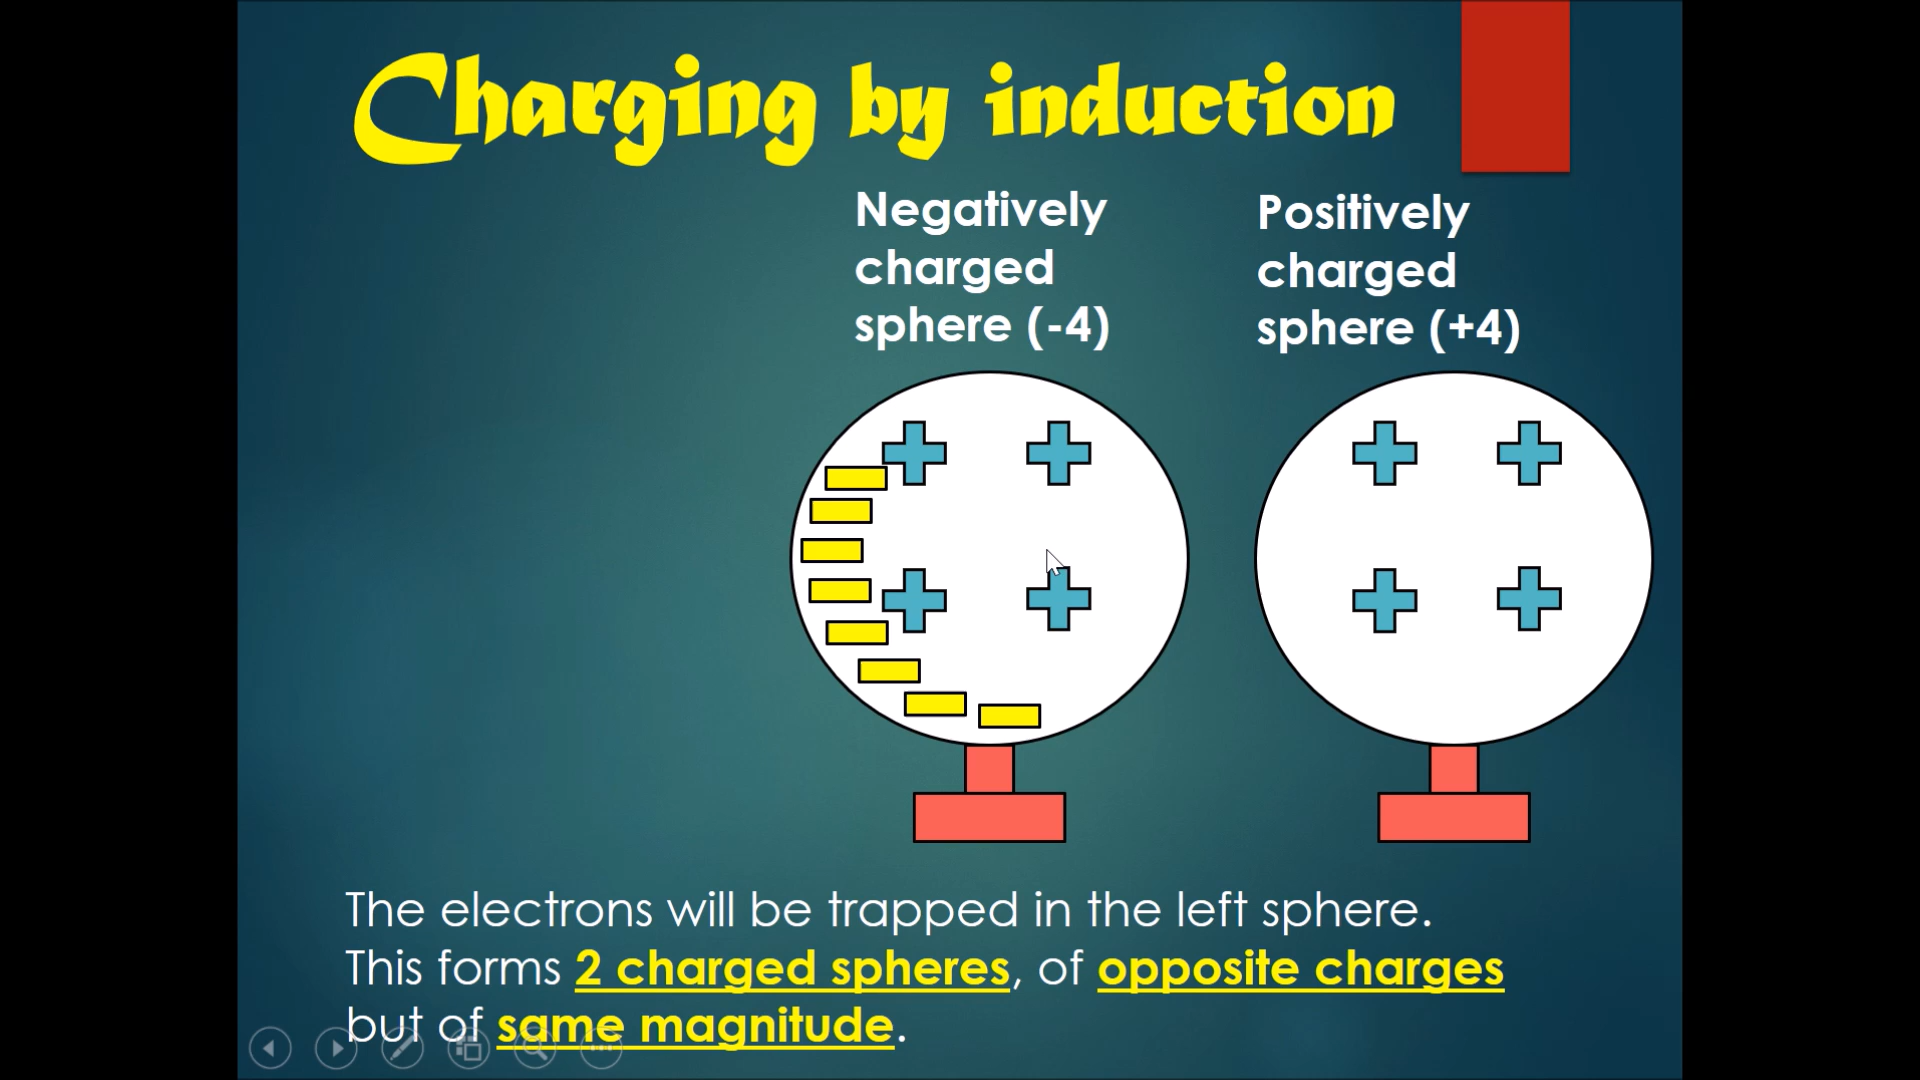 Charging by induction
Negatively
charged
sphere (-4)
Positively
charged
sphere (+4)
The electrons will be trapped in the left sphere.
This forms 2 charged spheres, of opposite charges
but of same magnitude.